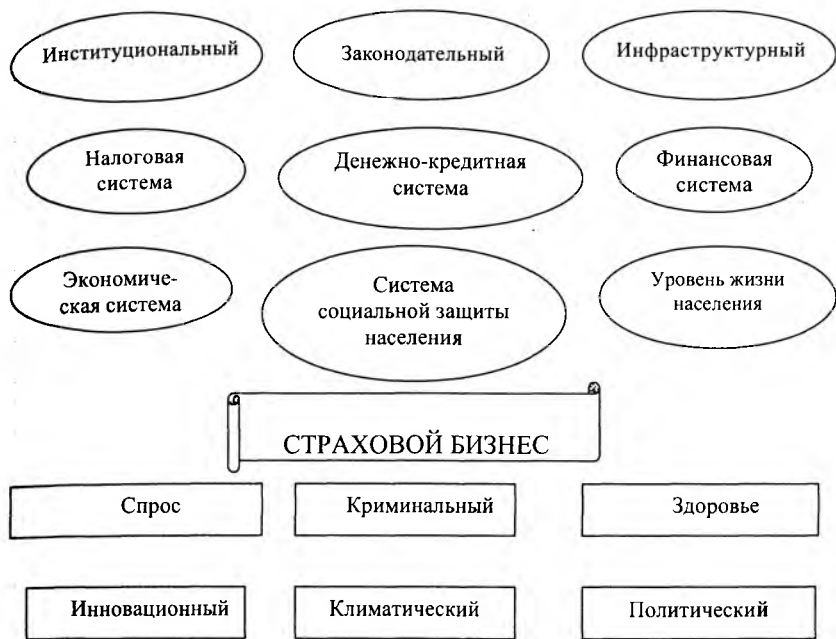 Институциональный
Законодательный
Инфраструктурный
Налоговая
система
Денежно-кредитная
система
Финансовая
система
Экономиче-
ская система
Система
социальной защиты
населения
Уровень жизни
населения
СТРАХОВОЙ БИЗНЕС
Спрос
Криминальный
Здоровье
Инновационный
Климатический
Политический